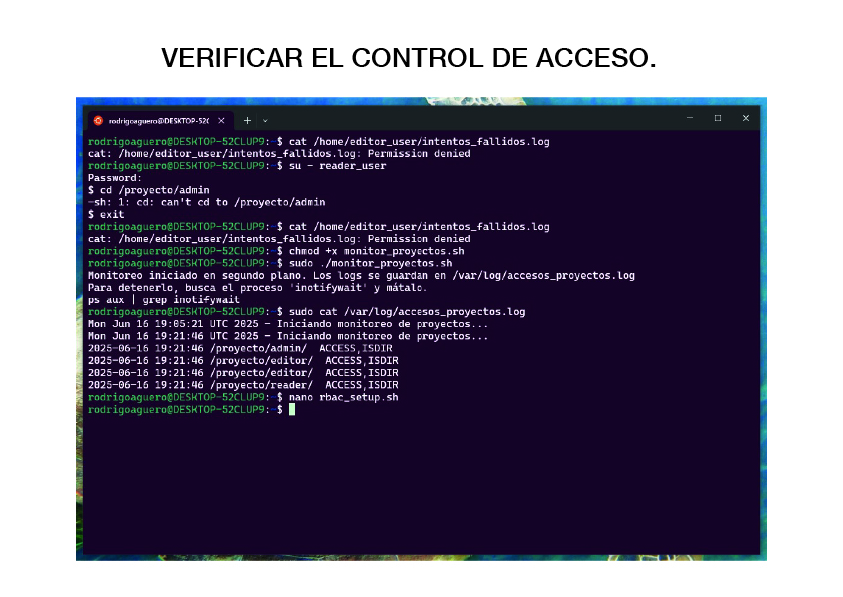 VERIFICAR EL CONTROL DE ACCESO.
rodrigoaguero@DESKTOP-52C
rodrigoaguero@DESKTOP-52CLUP9:~$ cat /home/editor_user/intentos_fallidos.log
cat: /home/editor_user/intentos_fallidos.log: Permission denied
rodrigoaguero@DESKTOP-52CLUP9:~$ su - reader_user
Password:
$ cd /proyecto/admin
-sh: 1: cd: can't cd to /proyecto/admin
$ exit
rodrigoaguero@DESKTOP-52CLUP9:~$ cat /home/editor_user/intentos_fallidos.log
cat: /home/editor_user/intentos_fallidos.log: Permission denied
rodrigoaguero@DESKTOP-52CLUP9:~$ chmod +x monitor_proyectos.sh
rodrigoaguero@DESKTOP-52CLUP9:~$ sudo ./monitor_proyectos.sh
Monitoreo iniciado en segundo plano. Los logs se guardan en /var/log/accesos_proyectos.log
Para detenerlo, busca el proceso 'inotifywait' y mátalo.
ps aux | grep inotifywait
rodrigoaguero@DESKTOP-52CLUP9:~$ sudo cat /var/log/accesos_proyectos.log
Mon Jun 16 19:05:21 UTC 2025 - Iniciando monitoreo de proyectos...
Mon Jun 16 19:21:46 UTC 2025 - Iniciando monitoreo de proyectos...
2025-06-16 19:21:46 /proyecto/admin/  ACCESS,ISDIR
2025-06-16 19:21:46 /proyecto/editor/  ACCESS,ISDIR
2025-06-16 19:21:46 /proyecto/editor/  ACCESS,ISDIR
2025-06-16 19:21:46 /proyecto/reader/  ACCESS,ISDIR
rodrigoaguero@DESKTOP-52CLUP9:~$ nano rbac_setup.sh
rodrigoaguero@DESKTOP-52CLUP9:~$